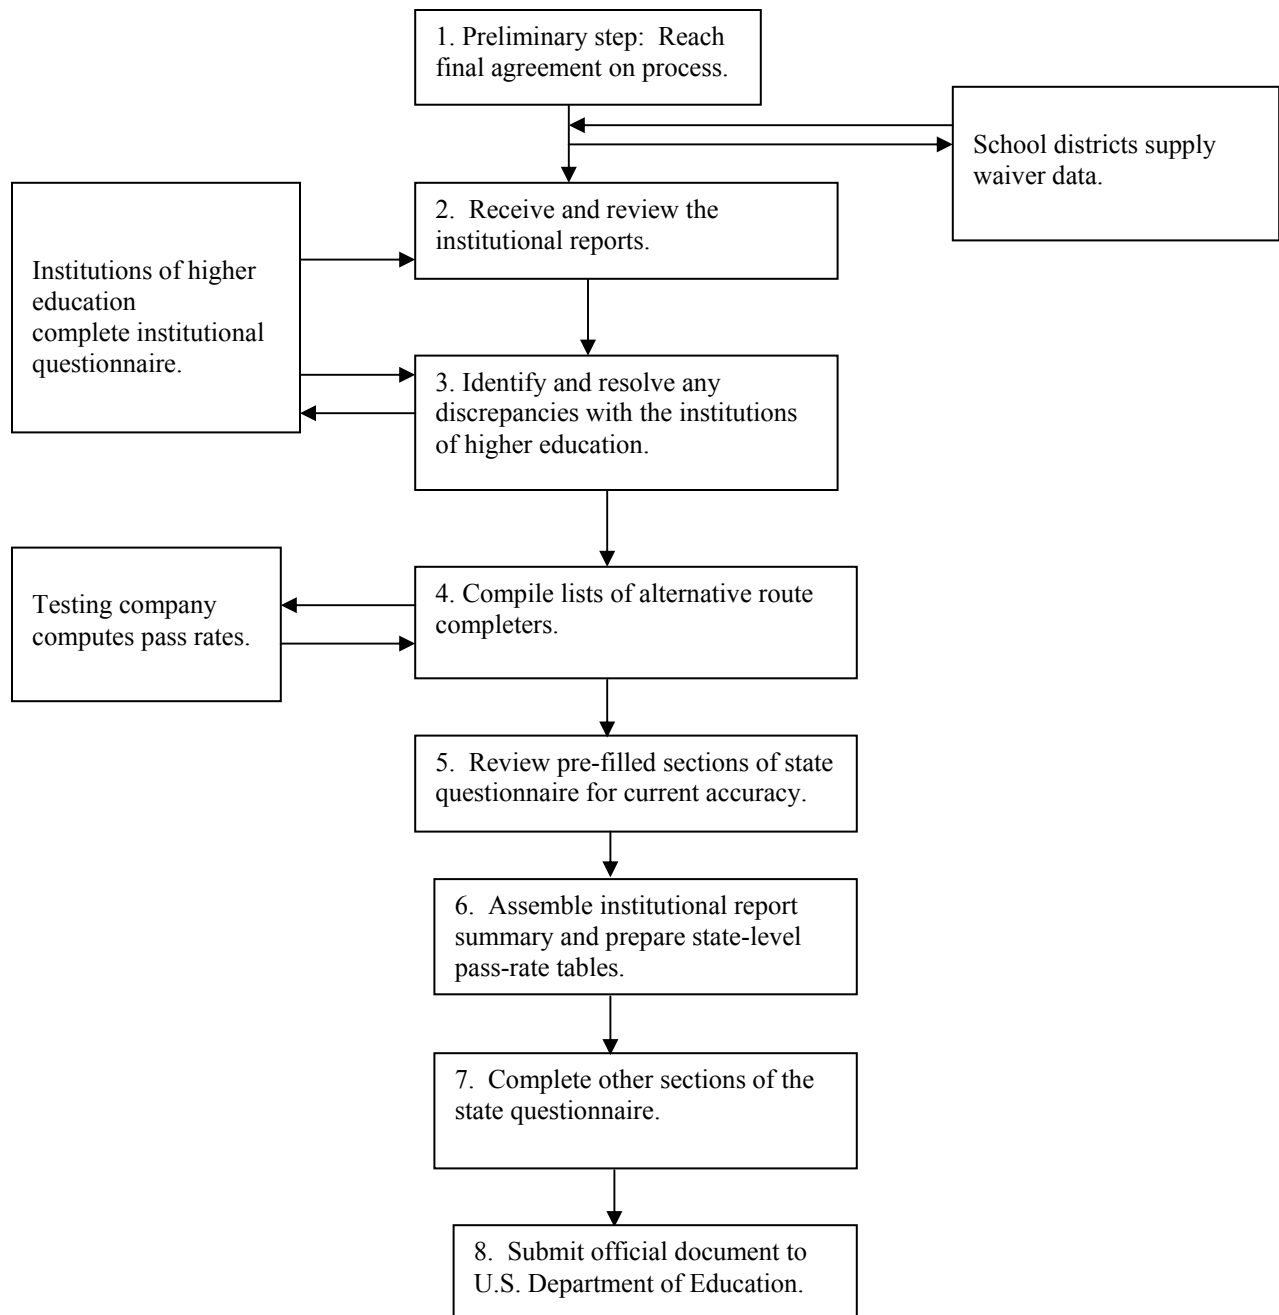 1. Preliminary step:  Reach
final agreement on process.
School districts supply
waiver data.
2.  Receive and review the
institutional reports.
Institutions of higher
education
complete institutional
questionnaire.
3. Identify and resolve any
discrepancies with the institutions
of higher education.
Testing company
computes pass rates.
4. Compile lists of alternative route
completers.
5.  Review pre-filled sections of state
questionnaire for current accuracy.
6.  Assemble institutional report
summary and prepare state-level
pass-rate tables.
7.  Complete other sections of the
state questionnaire.
8.  Submit official document to
U.S. Department of Education.